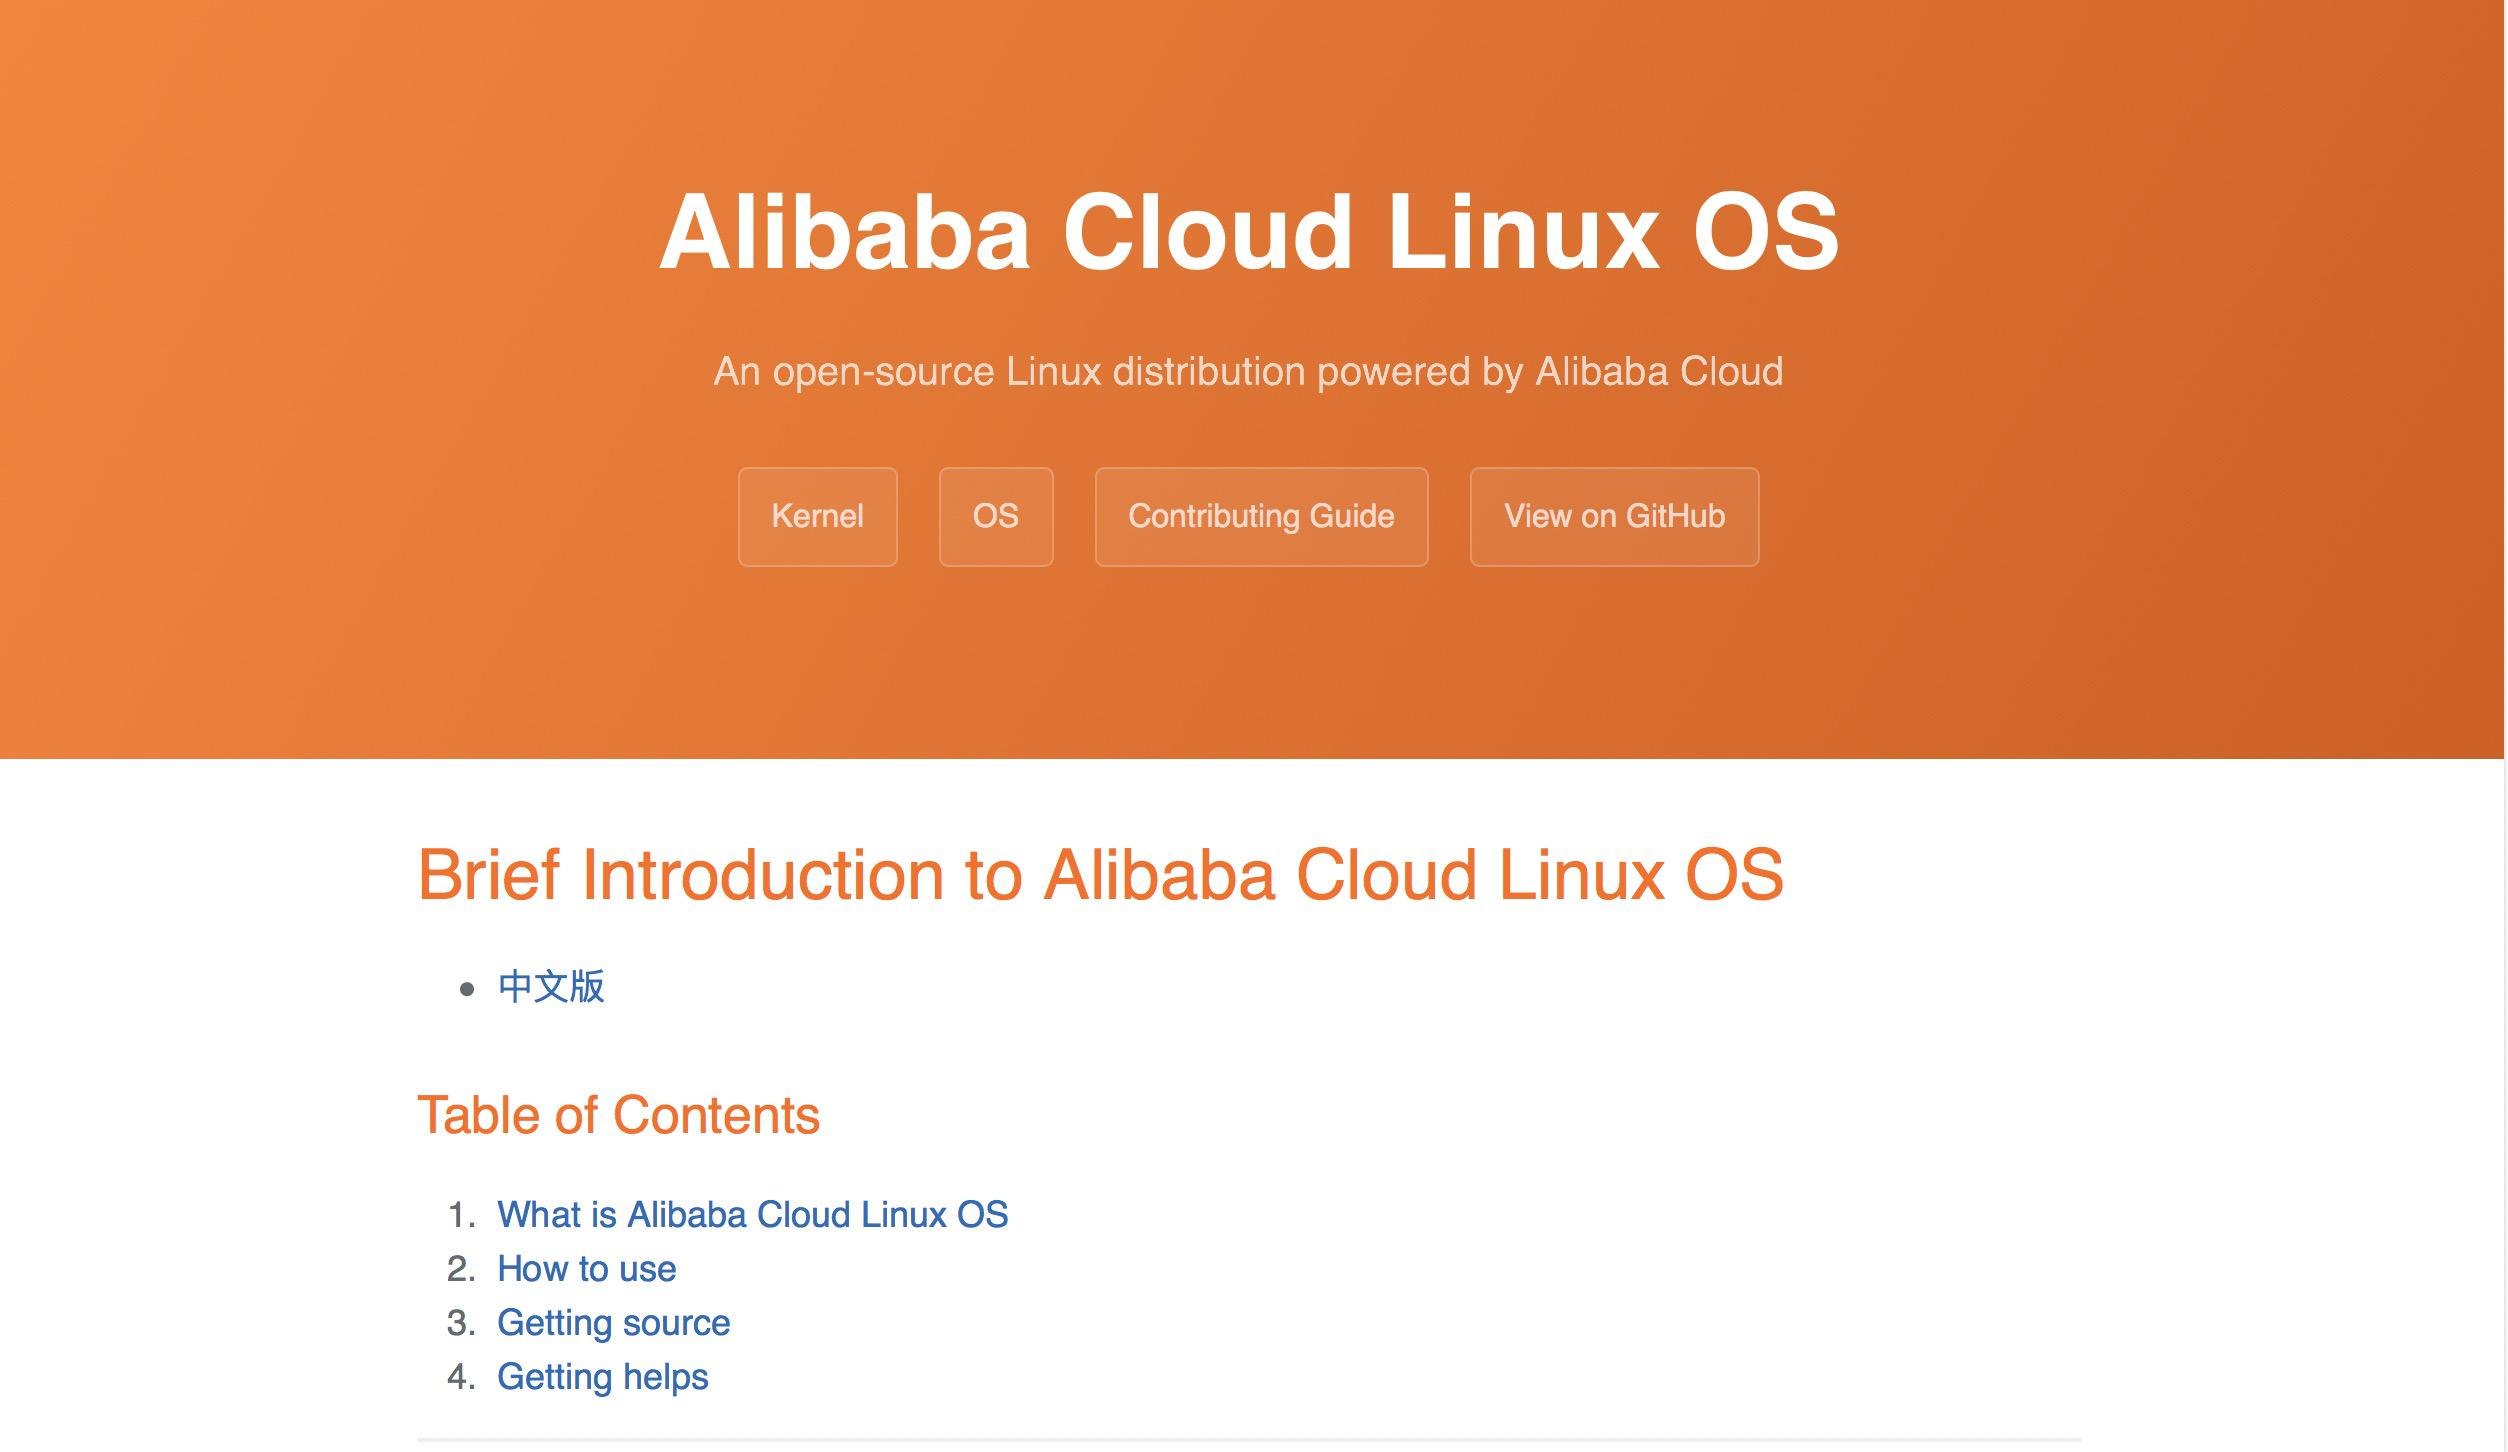 Alibaba Cloud Linux OS
An open-source Linux distribution powered by Alibaba Cloud
Kernel OS Contributing Guide View on GitHub
Brief Introduction to Alibaba Cloud Linux OS
• 中文版
Table of Contents
1. What is Alibaba Cloud Linux OS
2. How to use
3. Getting source
4. Getting helps